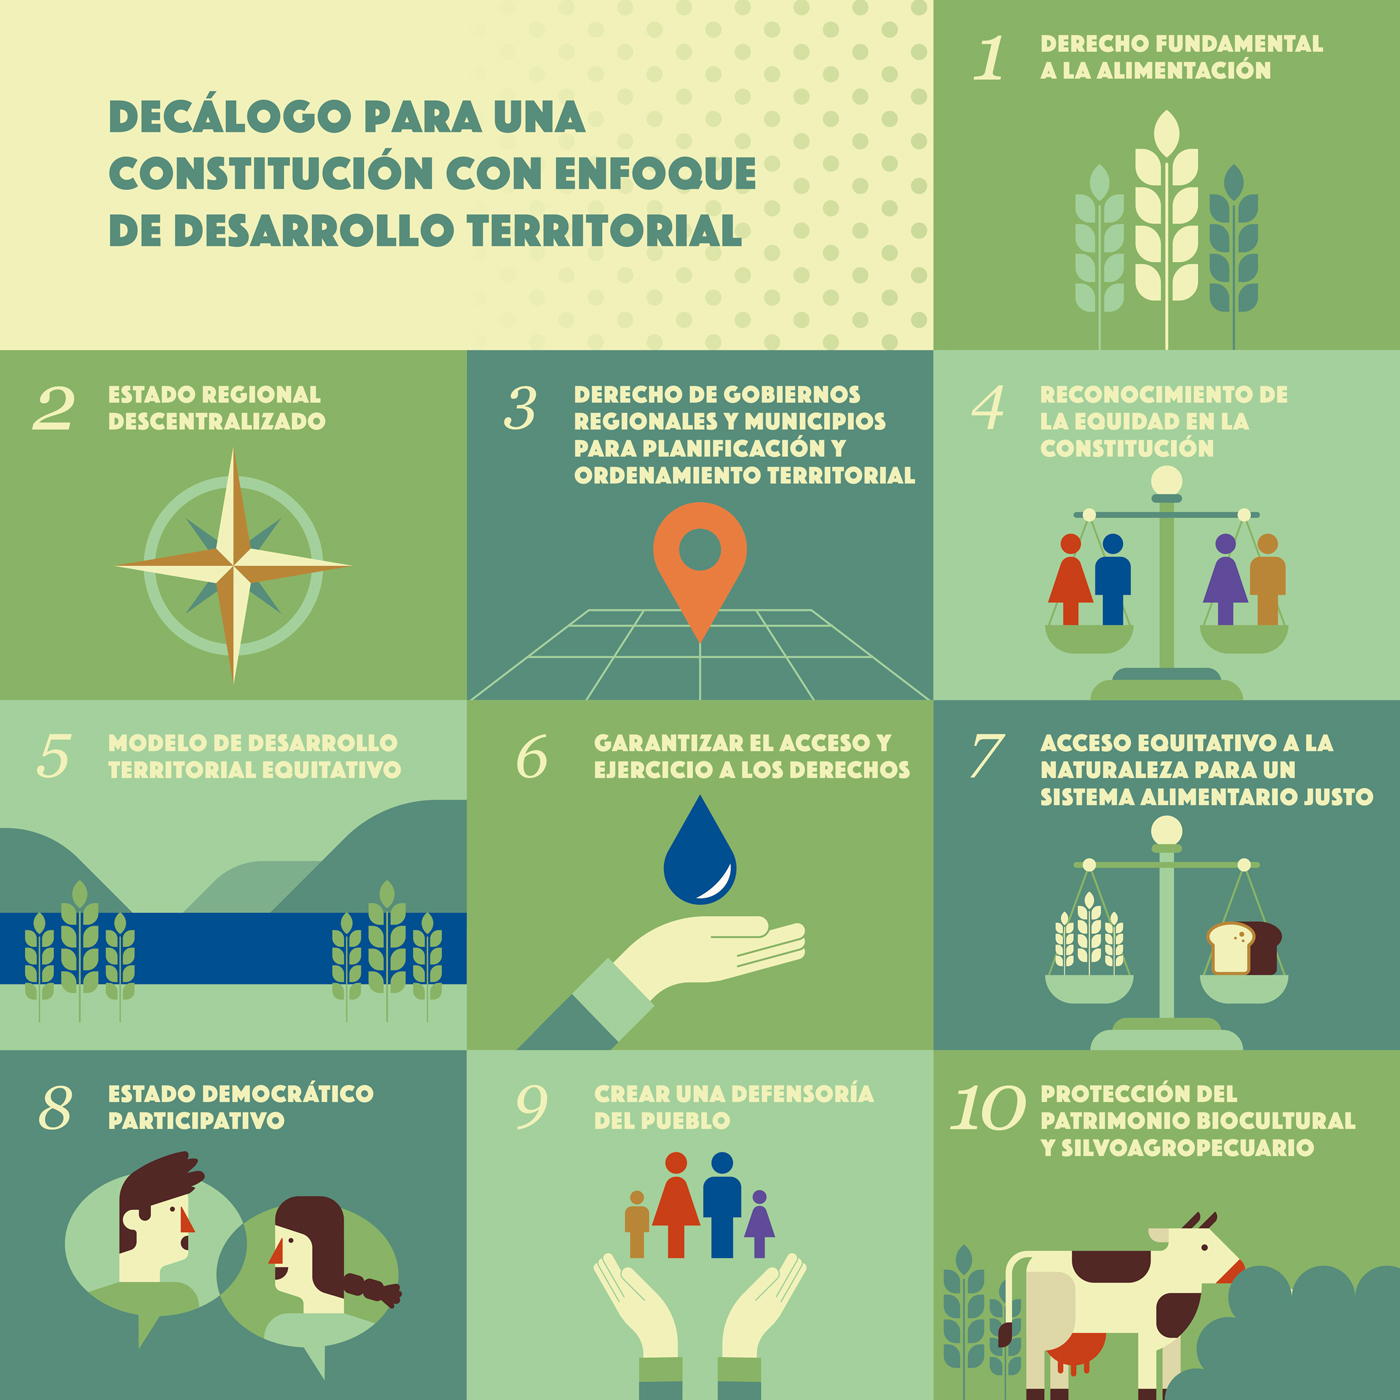 DECÁLOGO PARA UNA
CONSTITUCIÓN CON ENFOQUE
DE DESARROLLO TERRITORIAL
1
DERECHO FUNDAMENTAL
A LA ALIMENTACIÓN
2
ESTADO REGIONAL
DESCENTRALIZADO
3
DERECHO DE GOBIERNOS
REGIONALES Y MUNICIPIOS
PARA PLANIFICACIÓN Y
ORDENAMIENTO TERRITORIAL
4
RECONOCIMIENTO DE
LA EQUIDAD EN LA
CONSTITUCIÓN
5
MODELO DE DESARROLLO
TERRITORIAL EQUITATIVO
6
GARANTIZAR EL ACCESO Y
EJERCICIO A LOS DERECHOS
7
ACCESO EQUITATIVO A LA
NATURALEZA PARA UN
SISTEMA ALIMENTARIO JUSTO
8
ESTADO DEMOCRÁTICO
PARTICIPATIVO
9
CREAR UNA DEFENSORÍA
DEL PUEBLO
10
PROTECCIÓN DEL
PATRIMONIO BIOCULTURAL
Y SILVOAGROPECUARIO